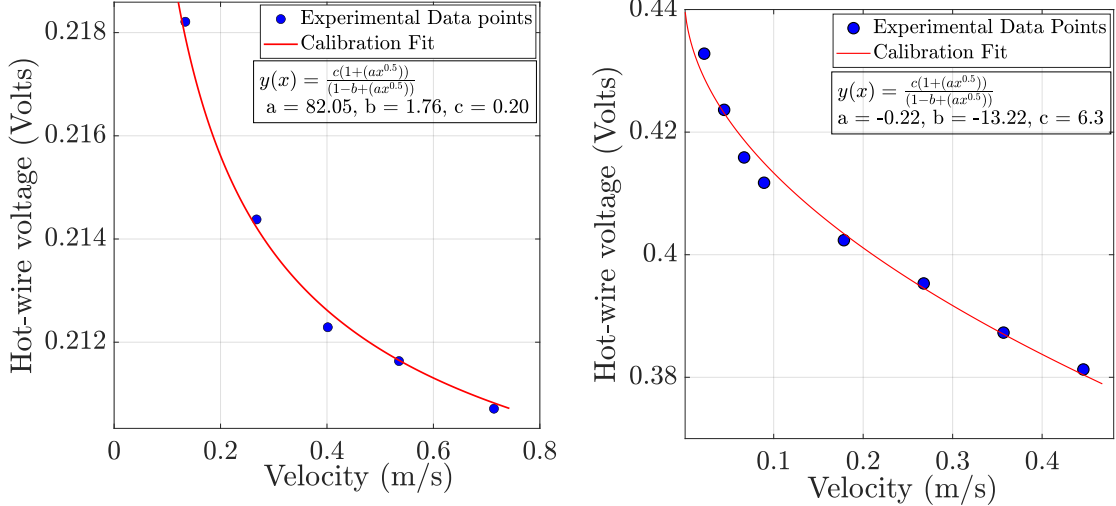 0.218
0.216
0.214
0.212
0
0.2
0.4
0.6
0.8
Hot-wire voltage (Volts)
Velocity (m/s)
Experimental Data points
Calibration Fit
y(x) = c(1+(ax^0.5))/(1-b+(ax^0.5))
a = 82.05, b = 1.76, c = 0.20
0.44
0.42
0.4
0.38
0.1
0.2
0.3
0.4
Hot-wire voltage (Volts)
Velocity (m/s)
Experimental Data Points
Calibration Fit
y(x) = c(1+(ax^0.5))/(1-b+(ax^0.5))
a = -0.22, b = -13.22, c = 6.3